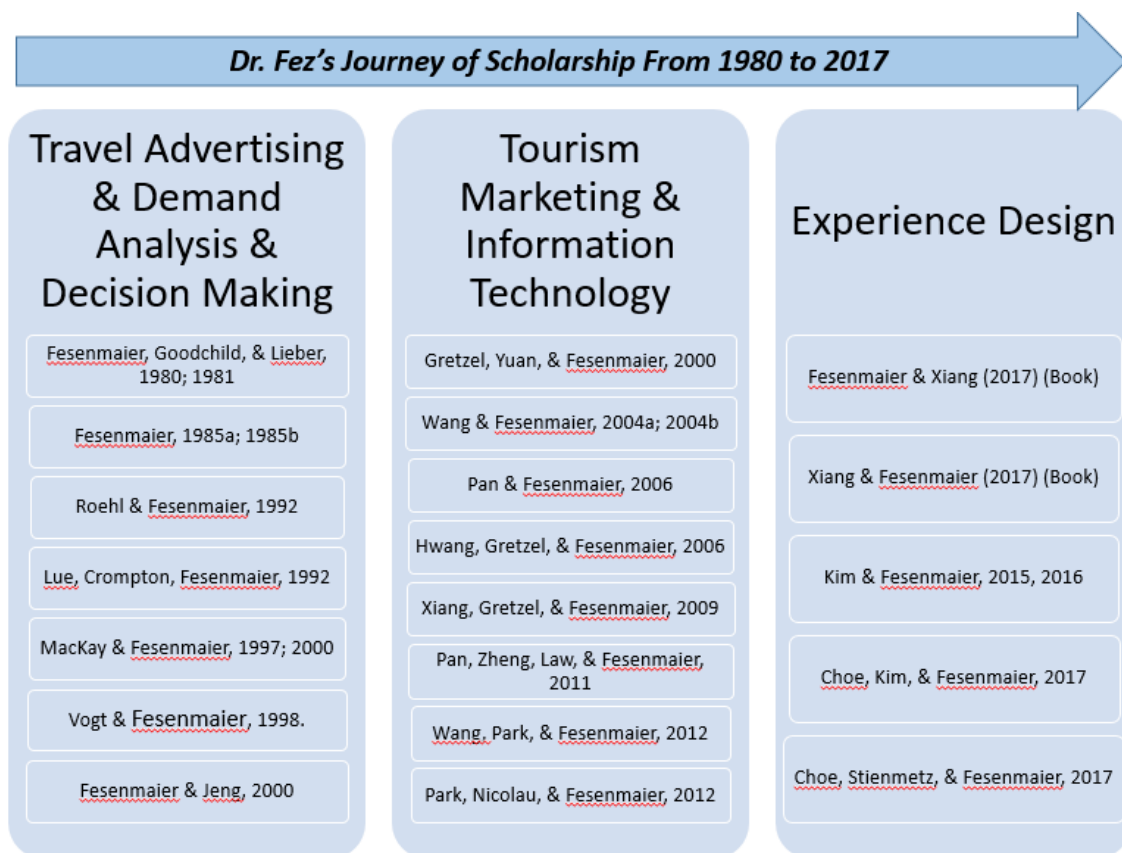 Dr. Fez’s Journey of Scholarship From 1980 to 2017
Travel Advertising
& Demand
Analysis &
Decision Making
Fesenmaier, Goodchild, & Lieber,
1980; 1981
Fesenmaier, 1985a; 1985b
Roehl & Fesenmaier, 1992
Lue, Crompton, Fesenmaier, 1992
MacKay & Fesenmaier, 1997; 2000
Vogt & Fesenmaier, 1998.
Fesenmaier & Jeng, 2000
Tourism
Marketing &
Information
Technology
Gretzel, Yuan, & Fesenmaier, 2000
Wang & Fesenmaier, 2004a; 2004b
Pan & Fesenmaier, 2006
Hwang, Gretzel, & Fesenmaier, 2006
Xiang, Gretzel, & Fesenmaier, 2009
Pan, Zheng, Law, & Fesenmaier,
2011
Wang, Park, & Fesenmaier, 2012
Park, Nicolau, & Fesenmaier, 2012
Experience Design
Fesenmaier & Xiang (2017) (Book)
Xiang & Fesenmaier (2017) (Book)
Kim & Fesenmaier, 2015, 2016
Choe, Kim, & Fesenmaier, 2017
Choe, Stienmetz, & Fesenmaier, 2017